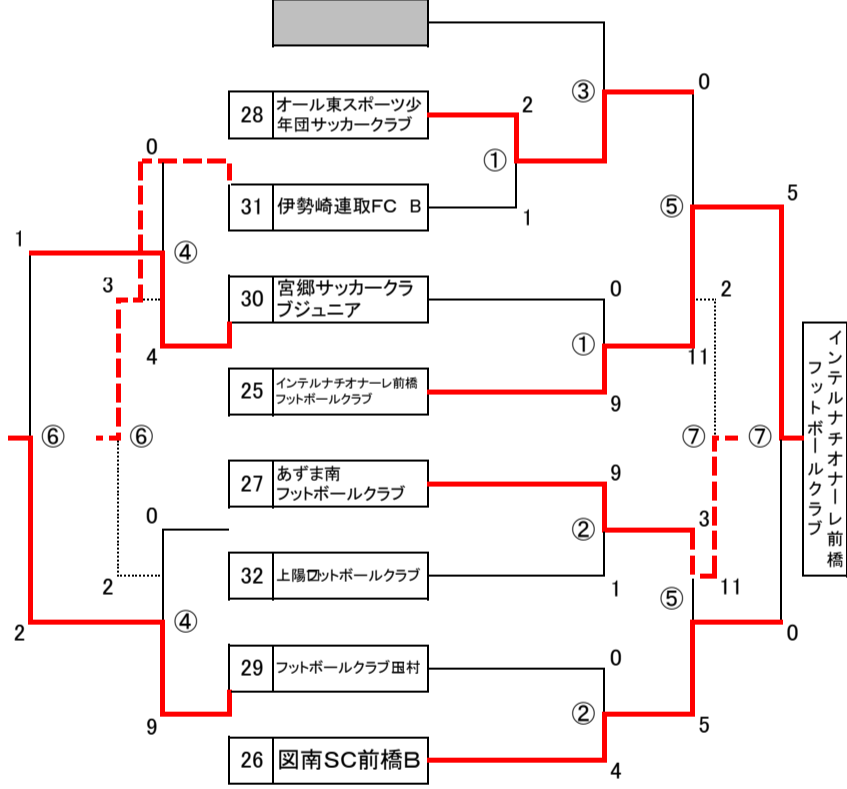 0
③
28 オール東スポーツ少
年団サッカークラブ
2
0
①
31 伊勢崎連取FC B
⑤
5
1
1
④
3
30 宮郷サッカークラ
ブジュニア
0
2
4
①
11
25 インテルナチオナーレ前橋
フットボールクラブ
9
インテルナチオナーレ前橋
フットボールクラブ
⑥
⑥
⑦
⑦
27 あずま南
フットボールクラブ
9
0
②
3
2
32 上陽フットボールクラブ
1
11
⑤
2
④
0
29 フットボールクラブ玉村
0
9
②
5
26 図南SC前橋B
4